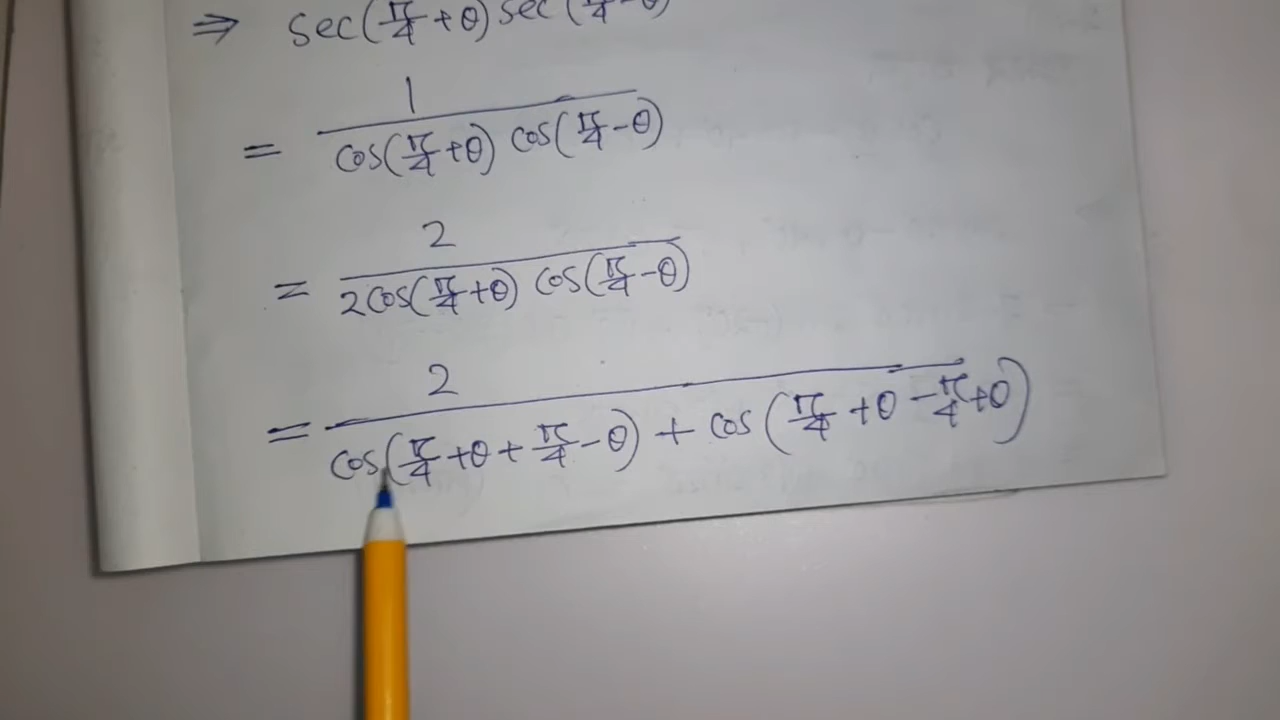 ⇒ sec(π/4 + θ) sec(π/4 - θ)
= 1 / cos(π/4 + θ) cos(π/4 - θ)
= 2 / 2cos(π/4 + θ) cos(π/4 - θ)
= 2 / cos(π/4 + θ + π/4 - θ) + cos(π/4 + θ - π/4 + θ)